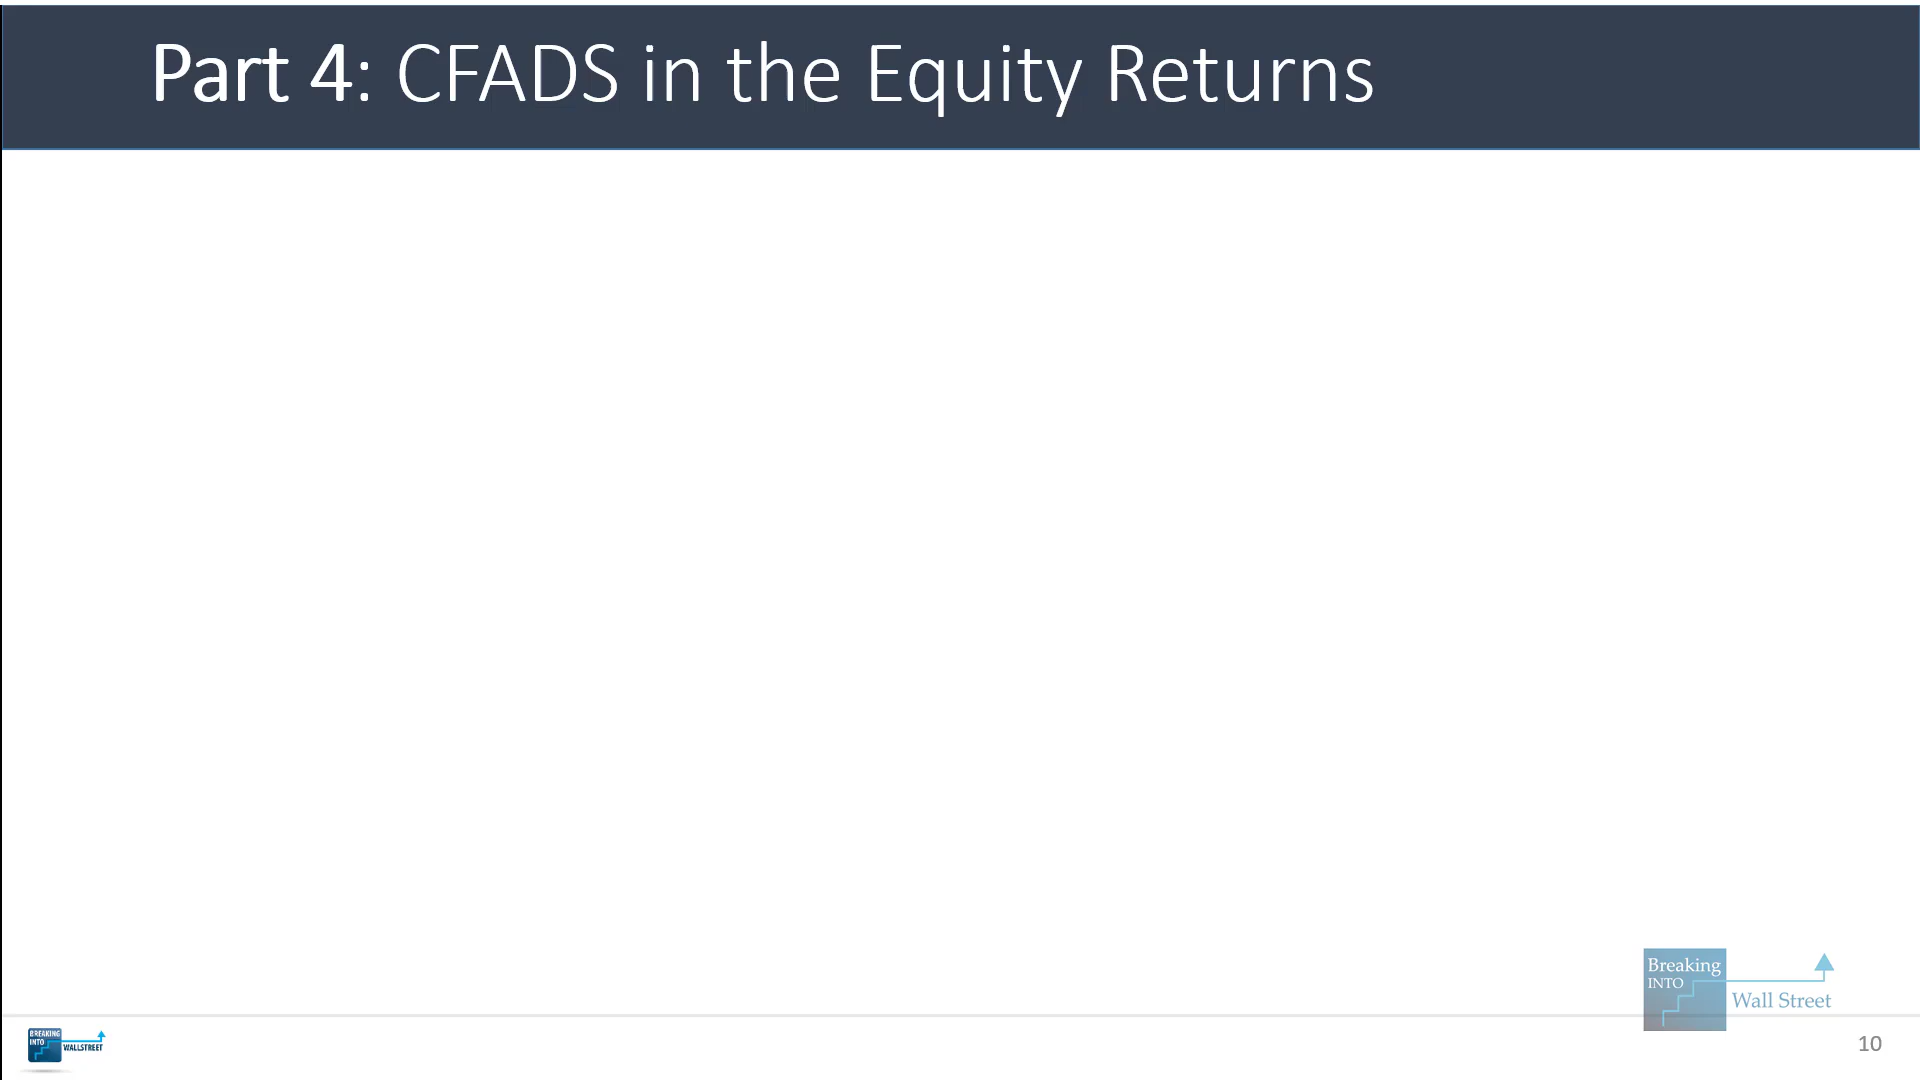 Part 4: CFADS in the Equity Returns
Breaking
INTO
Wall Street
BREAKING
INTO
WALLSTREET
10